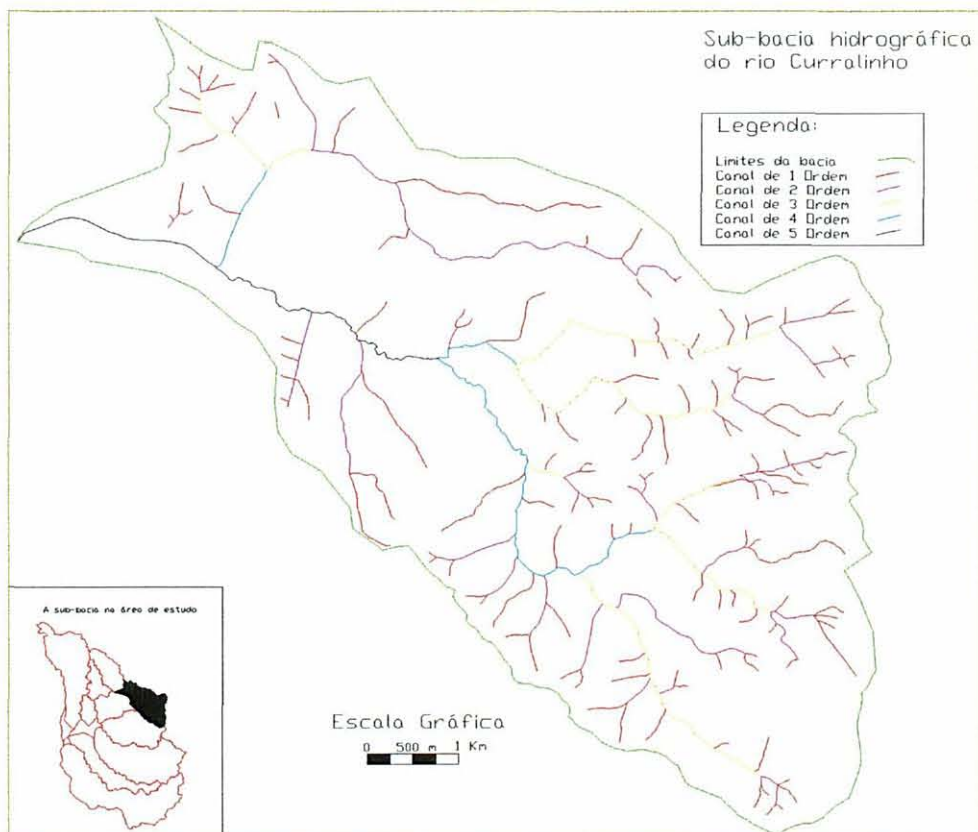 Sub-bacia hidrográfica
do rio Curralinho
Legenda:
Limites da bacia
Canal de 1 Ordem
Canal de 2 Ordem
Canal de 3 Ordem
Canal de 4 Ordem
Canal de 5 Ordem
A sub-bacia na área de estudo
Escala Gráfica
0 500 m 1 Km